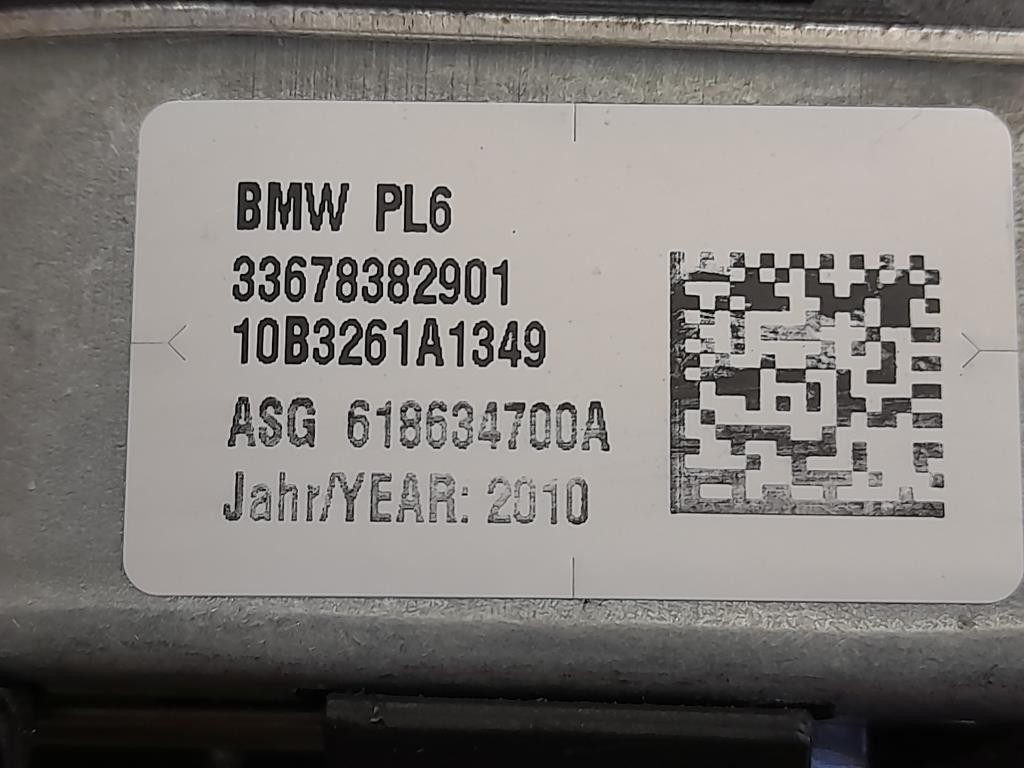 BMW PL6
33678382901
10B3261A1349
ASG 618634700A
Jahr/YEAR: 2010